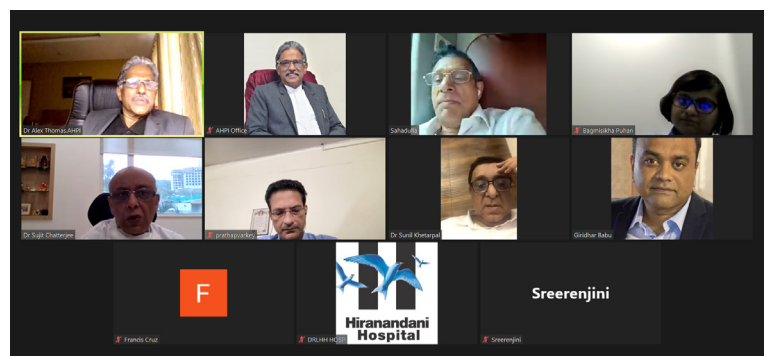 Dr Alex Thomas,AHPI
AHPI Office
Sahadulla
Bagmisikha Puhan
Dr Sujit Chatterjee
prathapvarkey
Dr Sunil Khetarpal
Giridhar Babu
F
Hiranandani
Hospital
Sreerenjini
Francis Cruz
DRLHH HOSP
Sreerenjini